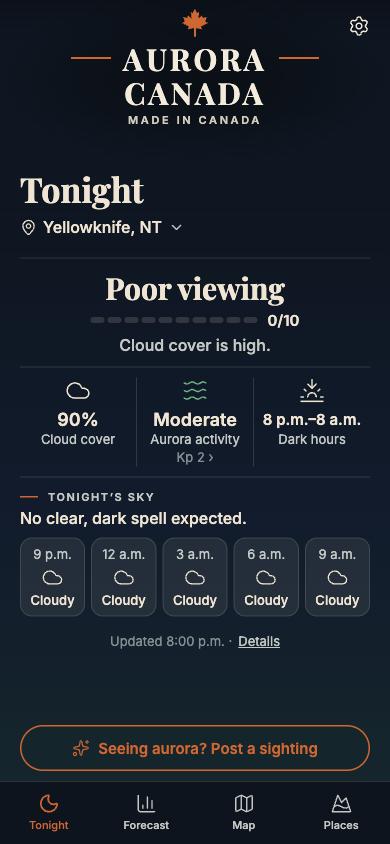 AURORA
CANADA
MADE IN CANADA
Tonight
Yellowknife, NT
Poor viewing
0/10
Cloud cover is high.
90%
Cloud cover
Moderate
Aurora activity
Kp 2 ›
8 p.m.–8 a.m.
Dark hours
TONIGHT’S SKY
No clear, dark spell expected.
9 p.m.
Cloudy
12 a.m.
Cloudy
3 a.m.
Cloudy
6 a.m.
Cloudy
9 a.m.
Cloudy
Updated 8:00 p.m. · Details
Seeing aurora? Post a sighting
Tonight
Forecast
Map
Places